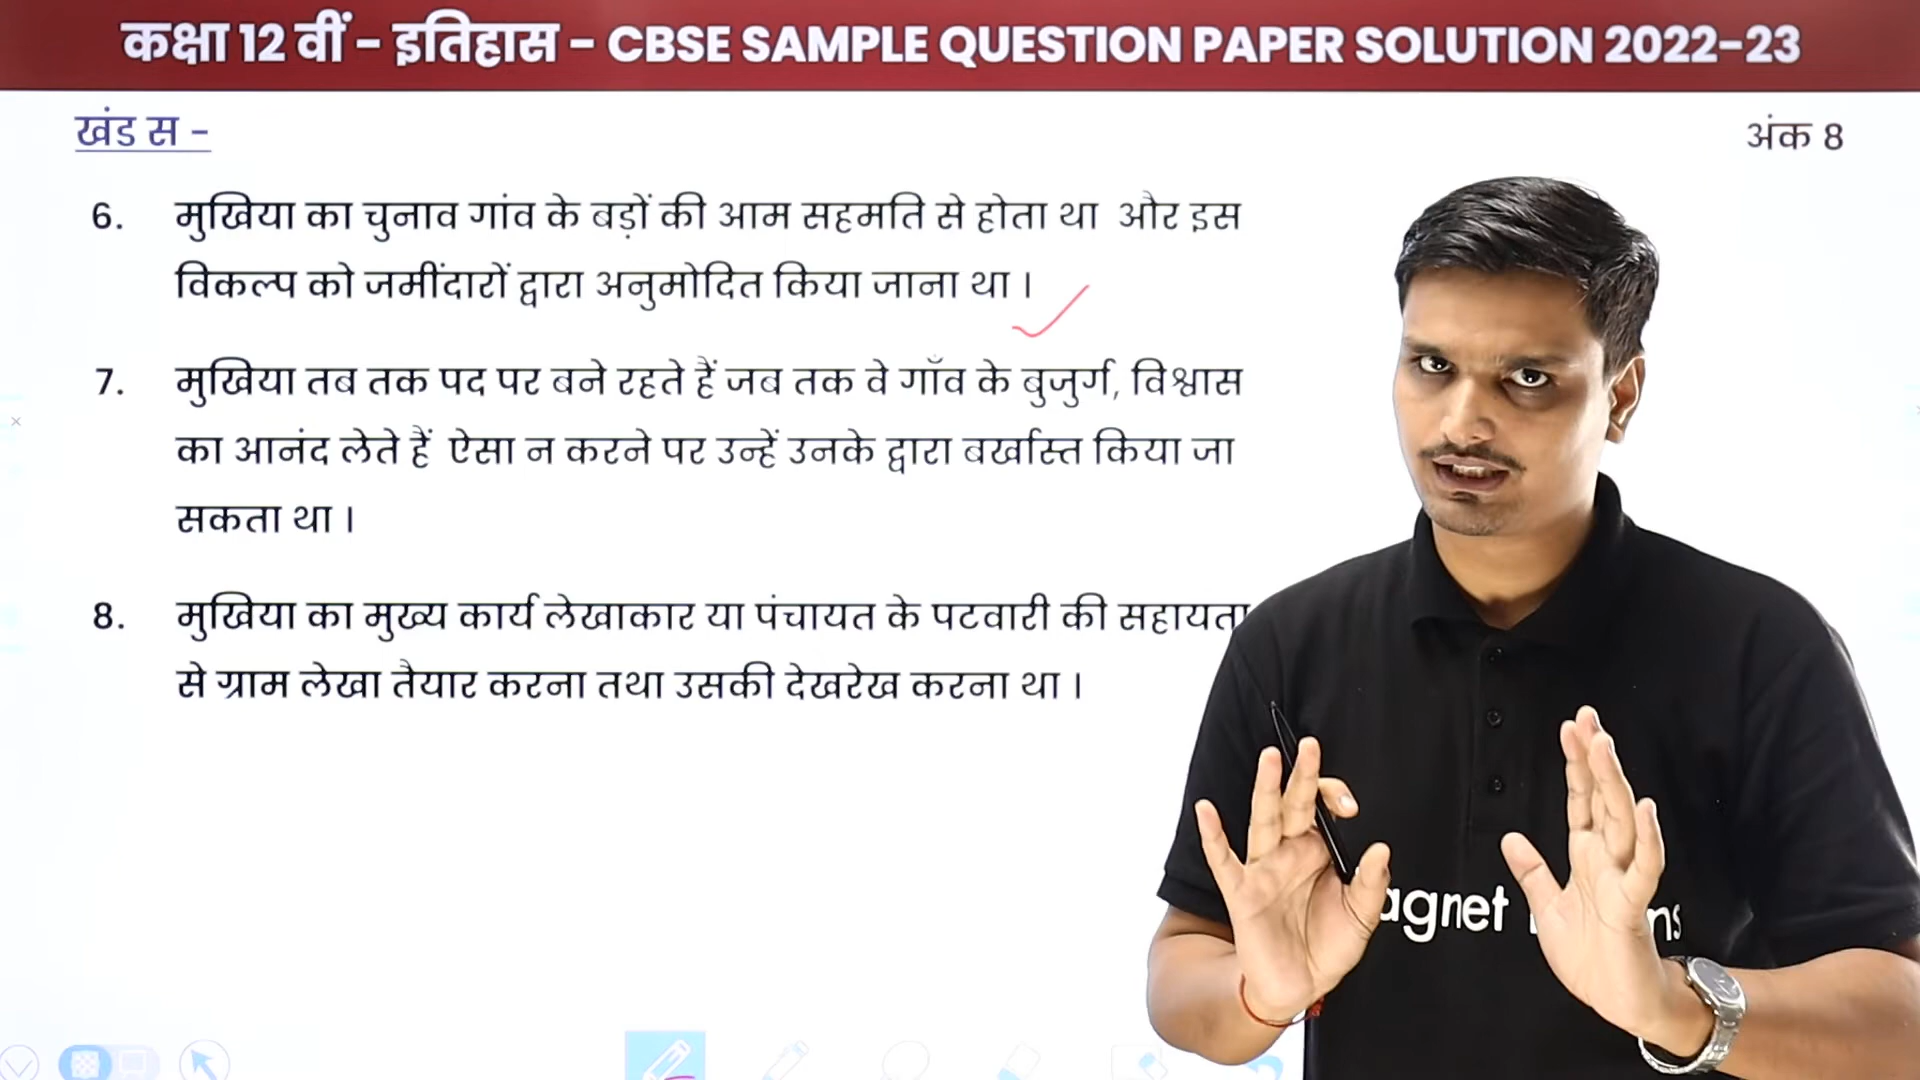 कक्षा 12 वीं - इतिहास - CBSE SAMPLE QUESTION PAPER SOLUTION 2022-23
खंड स -
अंक 8
6. मुखिया का चुनाव गांव के बड़ों की आम सहमति से होता था और इस
विकल्प को जमींदारों द्वारा अनुमोदित किया जाना था ।
7. मुखिया तब तक पद पर बने रहते हैं जब तक वे गाँव के बुजुर्ग, विश्वास
का आनंद लेते हैं ऐसा न करने पर उन्हें उनके द्वारा बर्खास्त किया जा
सकता था ।
8. मुखिया का मुख्य कार्य लेखाकार या पंचायत के पटवारी की सहायता
से ग्राम लेखा तैयार करना तथा उसकी देखरेख करना था ।
agnet